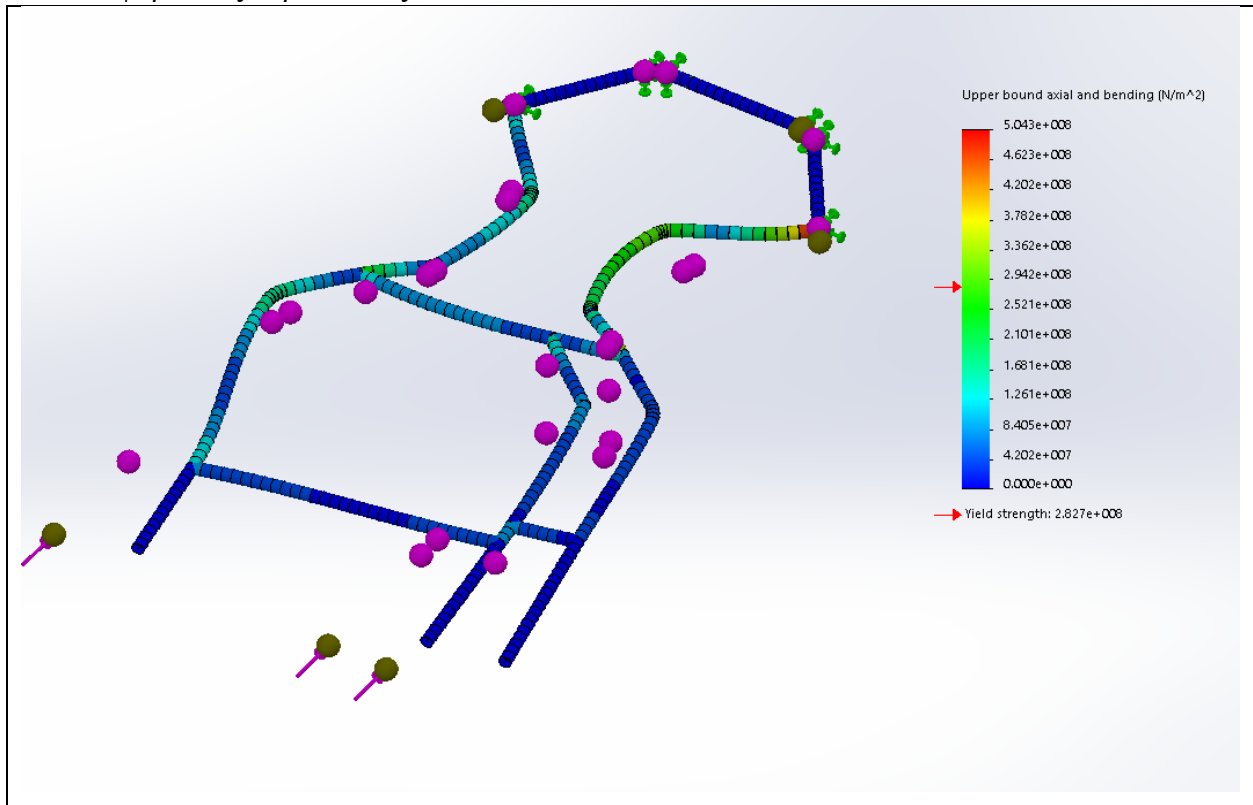 Upper bound axial and bending (N/m^2)
5.043e+008
4.623e+008
4.202e+008
3.782e+008
3.362e+008
2.942e+008
2.521e+008
2.101e+008
1.681e+008
1.261e+008
8.405e+007
4.202e+007
0.000e+000
Yield strength: 2.827e+008